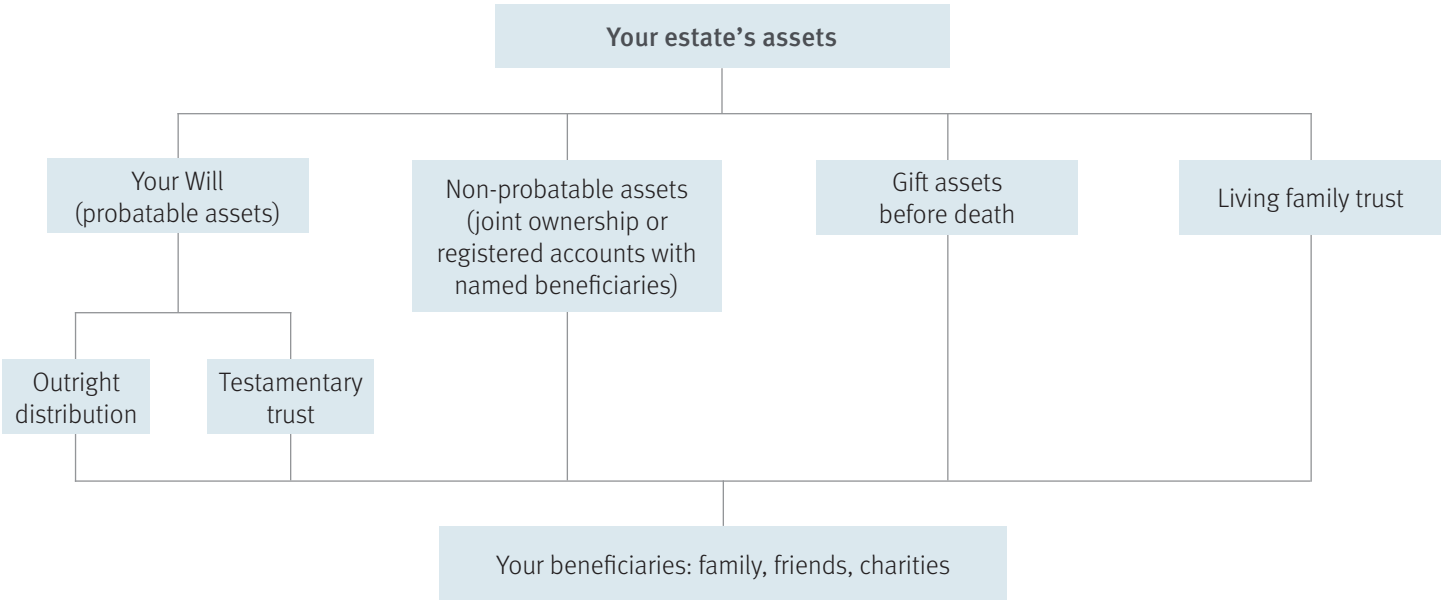 Your estate’s assets
Your Will
(probatable assets)
Non-probatable assets
(joint ownership or
registered accounts with
named beneficiaries)
Gift assets
before death
Living family trust
Outright
distribution
Testamentary
trust
Your beneficiaries: family, friends, charities